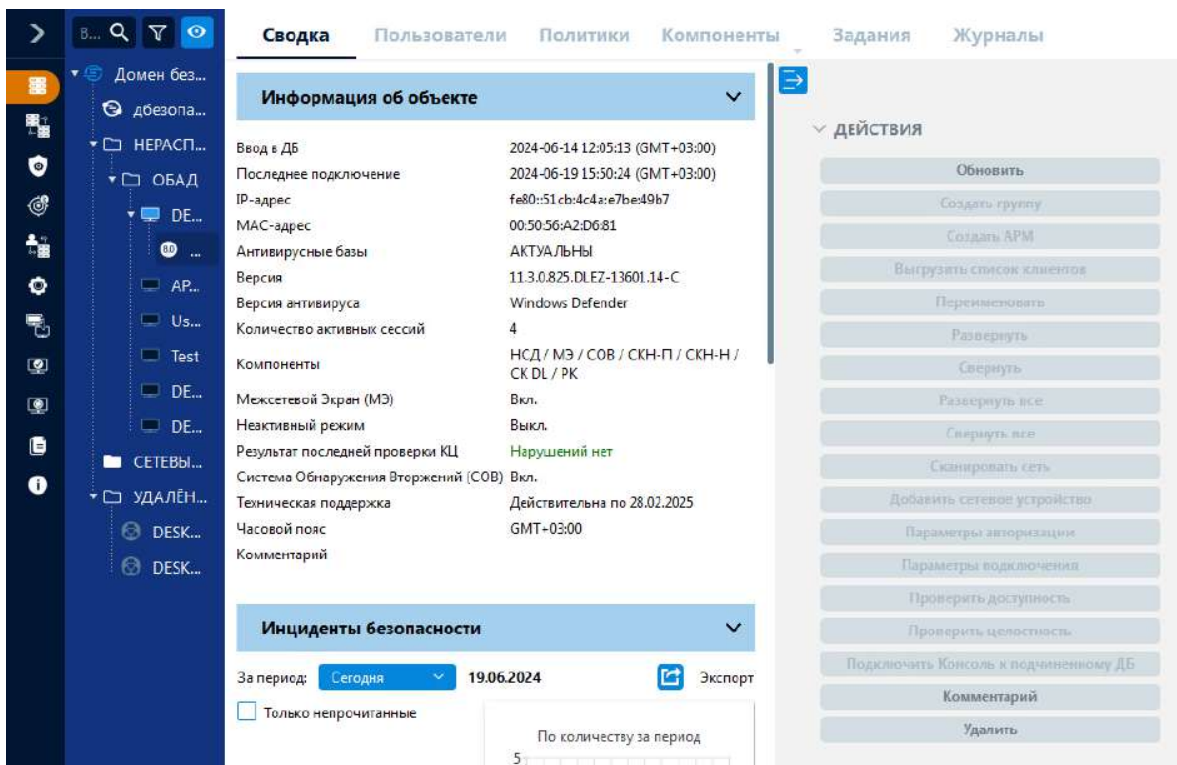 В...
Сводка Пользователи Политики Компоненты Задания Журналы
Домен без...
дбезопа...
НЕРАСП...
ОБАД
DE...
8.0 ...
AP...
Us...
Test
DE...
DE...
СЕТЕВЫ...
УДАЛЁН...
DESK...
DESK...
Информация об объекте
Ввод в ДБ 2024-06-14 12:05:13 (GMT+03:00)
Последнее подключение 2024-06-19 15:50:24 (GMT+03:00)
IP-адрес fe80::51cb:4c4a:e7be:49b7
MAC-адрес 00:50:56:A2:D6:81
Антивирусные базы АКТУАЛЬНЫ
Версия 11.3.0.825.DLEZ-13601.14-C
Версия антивируса Windows Defender
Количество активных сессий 4
Компоненты НСД / МЭ / СОВ / СКН-П / СКН-Н /
СК DL / РК
Межсетевой Экран (МЭ) Вкл.
Неактивный режим Выкл.
Результат последней проверки КЦ Нарушений нет
Система Обнаружения Вторжений (СОВ) Вкл.
Техническая поддержка Действительна по 28.02.2025
Часовой пояс GMT+03:00
Комментарий
Инциденты безопасности
За период: Сегодня 19.06.2024 Экспорт
Только непрочитанные
По количеству за период
5
ДЕЙСТВИЯ
Обновить
Создать группу
Создать АРМ
Выгрузить список клиентов
Переименовать
Развернуть
Свернуть
Развернуть все
Свернуть все
Сканировать сеть
Добавить сетевое устройство
Параметры авторизации
Параметры подключения
Проверить доступность
Проверить целостность
Подключить Консоль к подчиненному ДБ
Комментарий
Удалить